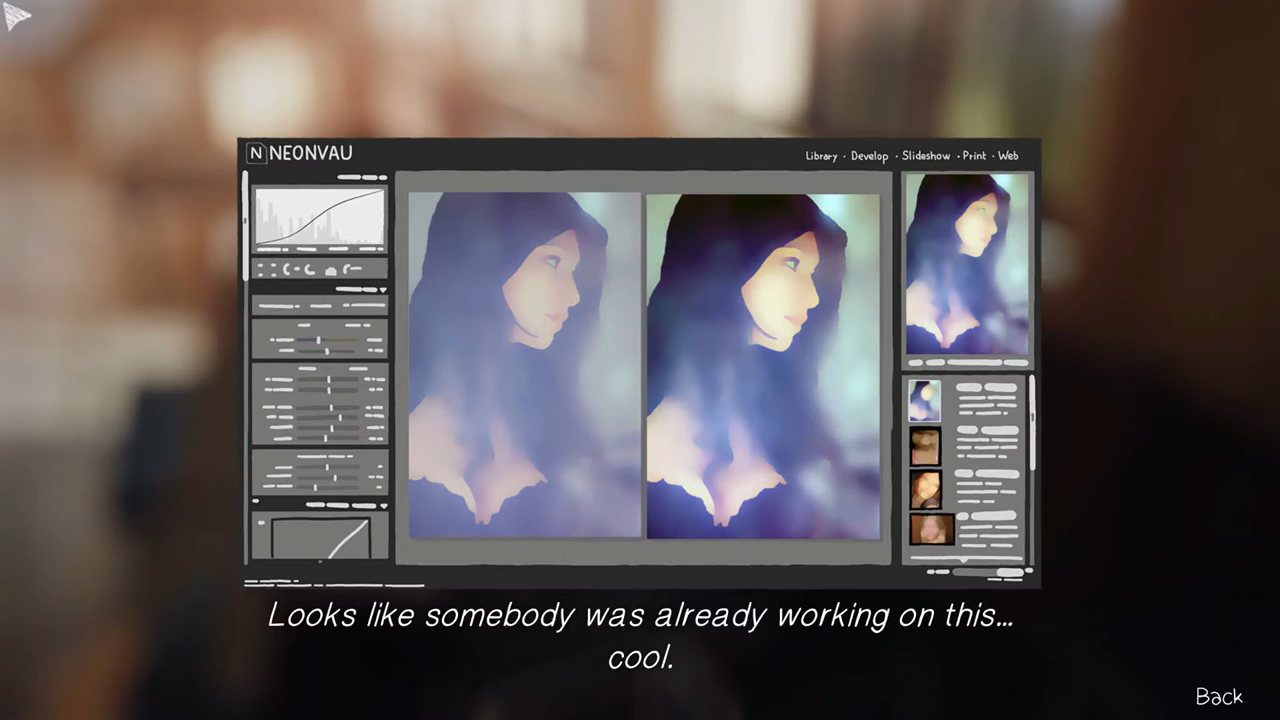 N NEONVAU
Library · Develop · Slideshow · Print · Web
Looks like somebody was already working on this...
cool.
Back